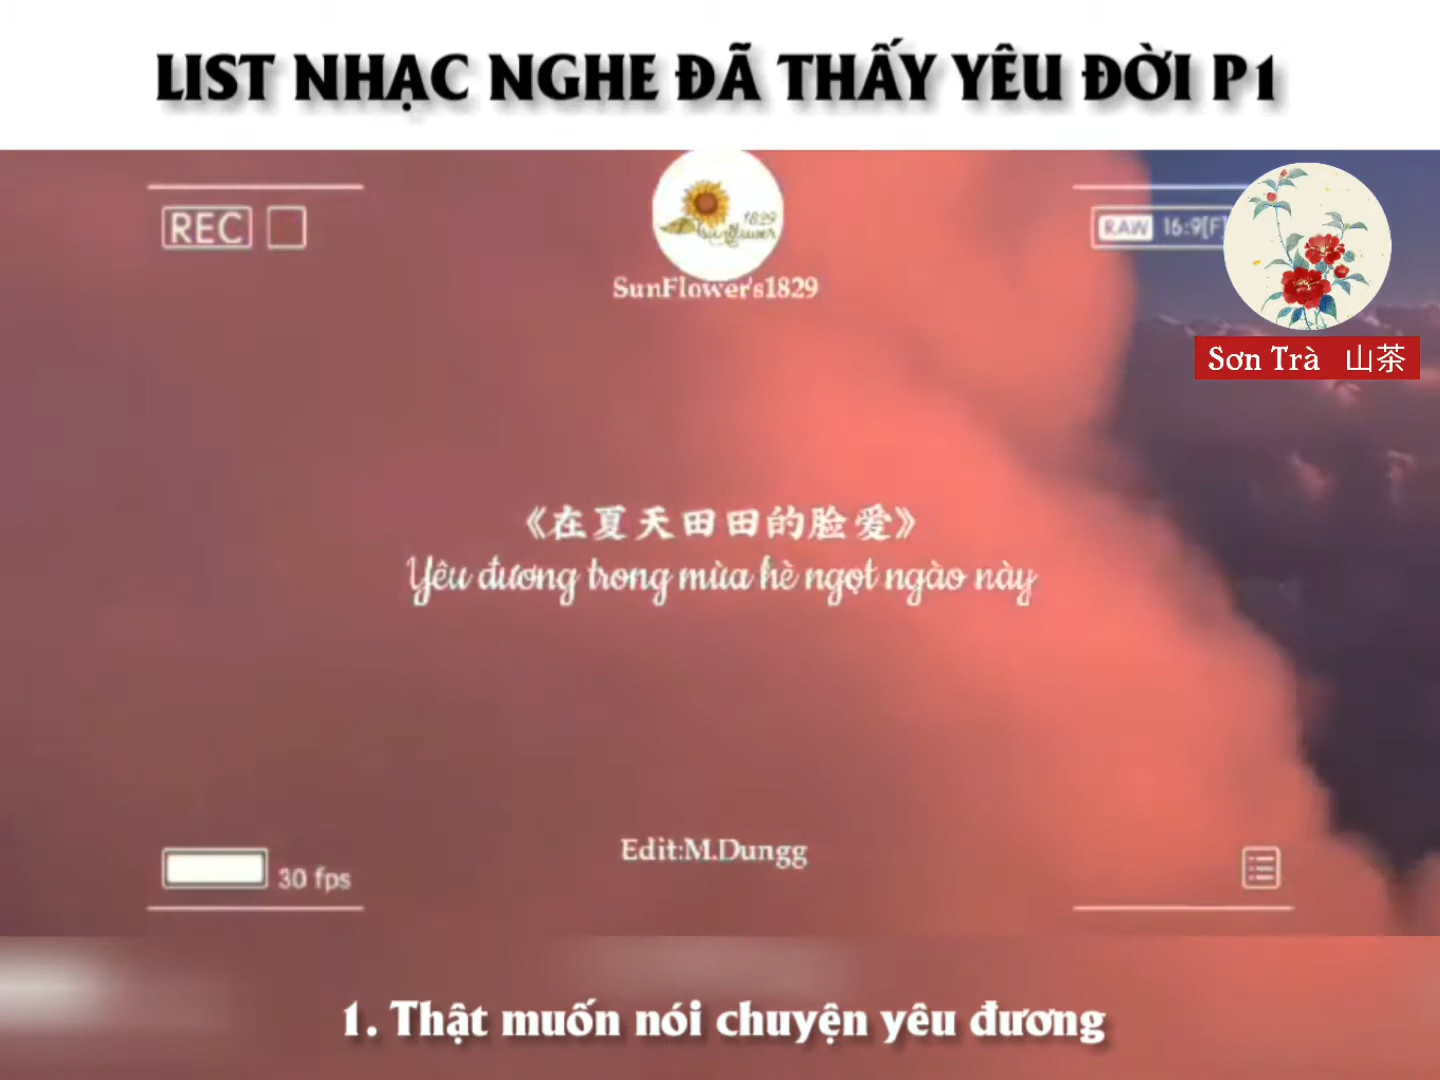 LIST NHẠC NGHE ĐÃ THẤY YÊU ĐỜI P1
REC
1829
Sunflower
SunFlower's1829
RAW 16:9[F]
Sơn Trà 山茶
《在夏天田田的脸爱》
Yêu đương trong mùa hè ngọt ngào này
Edit:M.Dungg
30 fps
1. Thật muốn nói chuyện yêu đương